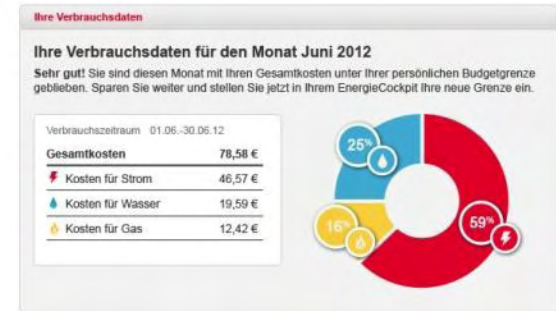 Ihre Verbrauchsdaten
Ihre Verbrauchsdaten für den Monat Juni 2012
Sehr gut! Sie sind diesen Monat mit Ihren Gesamtkosten unter Ihrer persönlichen Budgetgrenze
geblieben. Sparen Sie weiter und stellen Sie jetzt in Ihrem EnergieCockpit Ihre neue Grenze ein.
Verbrauchszeitraum 01.06.-30.06.12
Gesamtkosten 78,58 €
Kosten für Strom 46,57 €
Kosten für Wasser 19,59 €
Kosten für Gas 12,42 €
25%
16%
59%